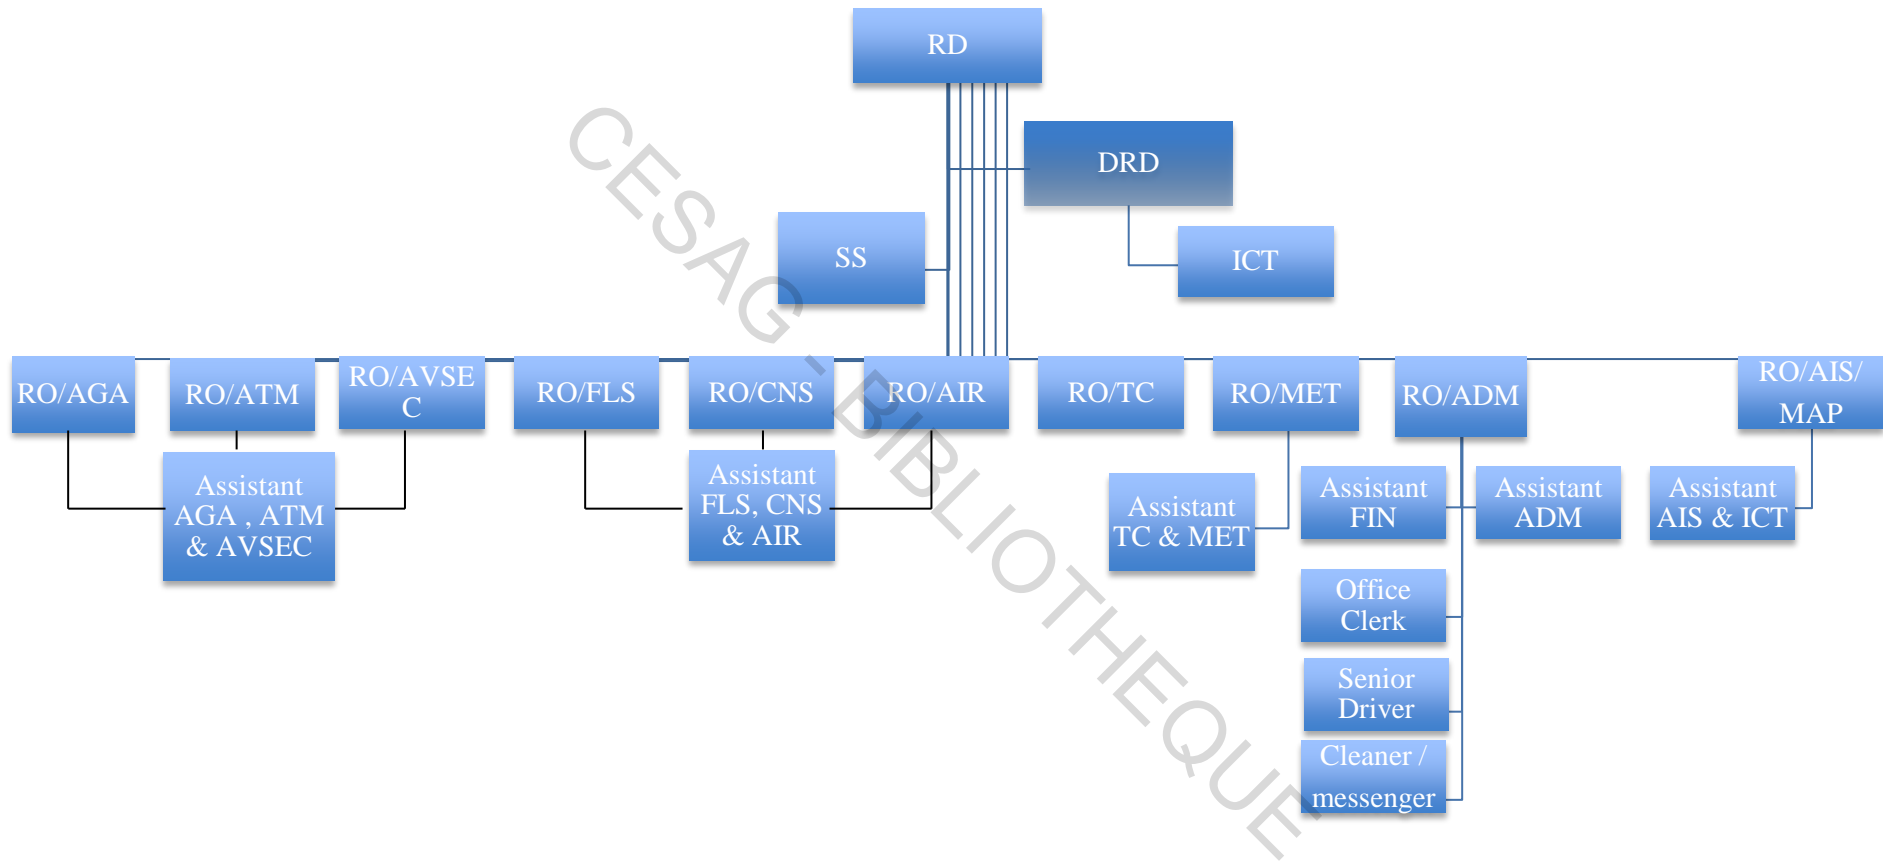 RD
DRD
SS
ICT
RO/AGA
RO/ATM
RO/AVSE
C
RO/FLS
RO/CNS
RO/AIR
RO/TC
RO/MET
RO/ADM
RO/AIS/
MAP
Assistant
AGA , ATM
& AVSEC
Assistant
FLS, CNS
& AIR
Assistant
TC & MET
Assistant
FIN
Assistant
ADM
Assistant
AIS & ICT
Office
Clerk
Senior
Driver
Cleaner /
messenger
CESAG - BIBLIOTHEQUE